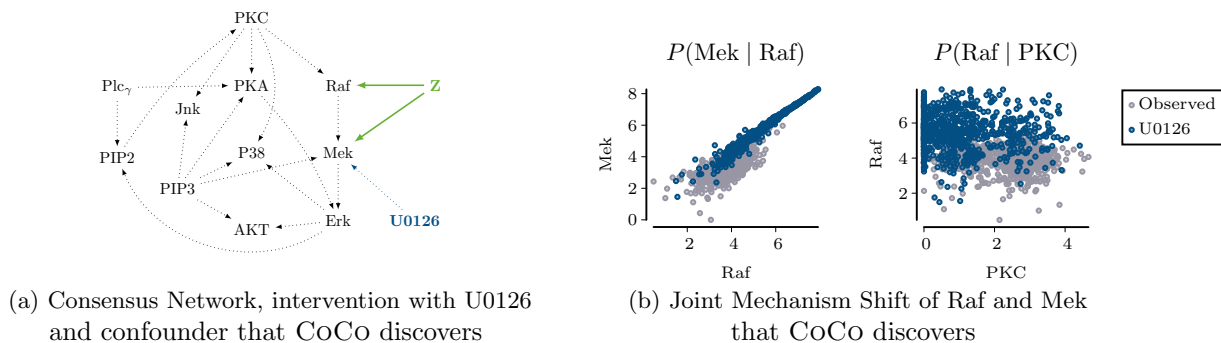 PKC
Plcγ
PKA
Raf
Z
Jnk
PIP2
P38
Mek
PIP3
AKT
Erk
U0126
(a) Consensus Network, intervention with U0126
and confounder that CoCo discovers
P(Mek | Raf)
P(Raf | PKC)
8
6
4
2
0
Mek
2 4 6
Raf
6
4
2
Raf
0 2 4
PKC
Observed
U0126
(b) Joint Mechanism Shift of Raf and Mek
that CoCo discovers